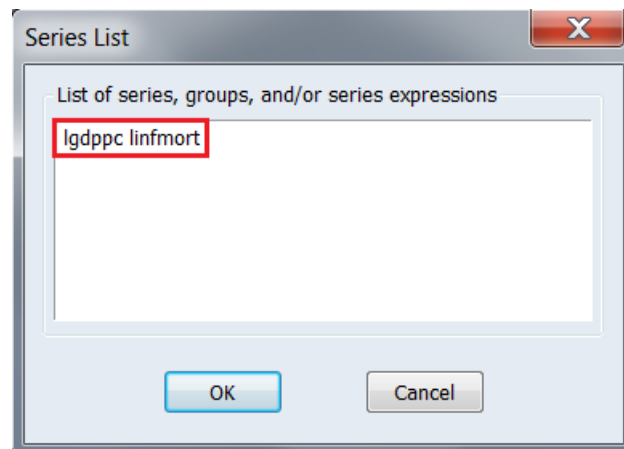 Series List
List of series, groups, and/or series expressions
lgdppc linfmort
OK
Cancel